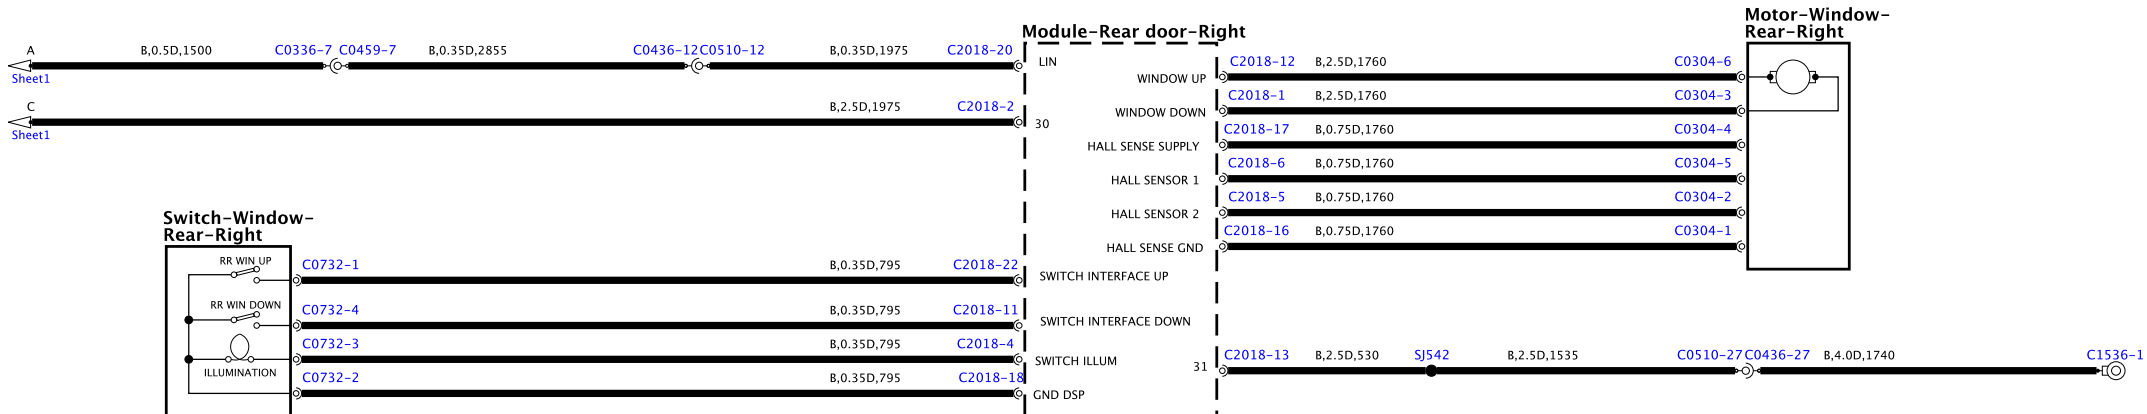 Module-Rear door-Right
Motor-Window-
Rear-Right
A
B,0.5D,1500
C0336-7
C0459-7
B,0.35D,2855
C0436-12
C0510-12
B,0.35D,1975
C2018-20
LIN
Sheet1
C
B,2.5D,1975
C2018-2
30
Sheet1
WINDOW UP
C2018-12
B,2.5D,1760
C0304-6
WINDOW DOWN
C2018-1
B,2.5D,1760
C0304-3
HALL SENSE SUPPLY
C2018-17
B,0.75D,1760
C0304-4
HALL SENSOR 1
C2018-6
B,0.75D,1760
C0304-5
HALL SENSOR 2
C2018-5
B,0.75D,1760
C0304-2
HALL SENSE GND
C2018-16
B,0.75D,1760
C0304-1
Switch-Window-
Rear-Right
RR WIN UP
C0732-1
B,0.35D,795
C2018-22
SWITCH INTERFACE UP
RR WIN DOWN
C0732-4
B,0.35D,795
C2018-11
SWITCH INTERFACE DOWN
ILLUMINATION
C0732-3
B,0.35D,795
C2018-4
SWITCH ILLUM
C0732-2
B,0.35D,795
C2018-18
GND DSP
31
C2018-13
B,2.5D,530
SJ542
B,2.5D,1535
C0510-27
C0436-27
B,4.0D,1740
C1536-1